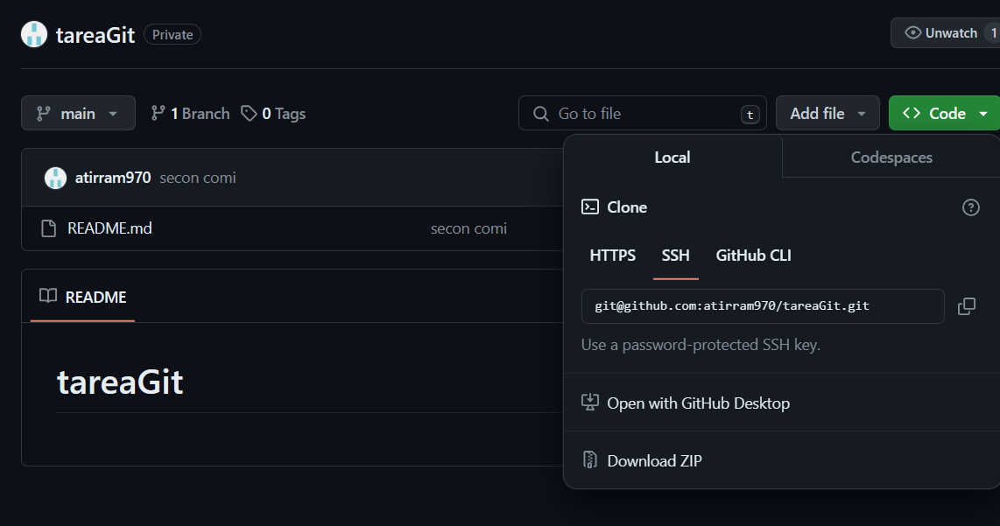 tareaGit Private Unwatch 1
main 1 Branch 0 Tags Go to file t Add file Code
Local Codespaces
atirram970 secon comi
Clone
README.md secon comi
HTTPS SSH GitHub CLI
README
git@github.com:atirram970/tareaGit.git
Use a password-protected SSH key.
tareaGit
Open with GitHub Desktop
Download ZIP